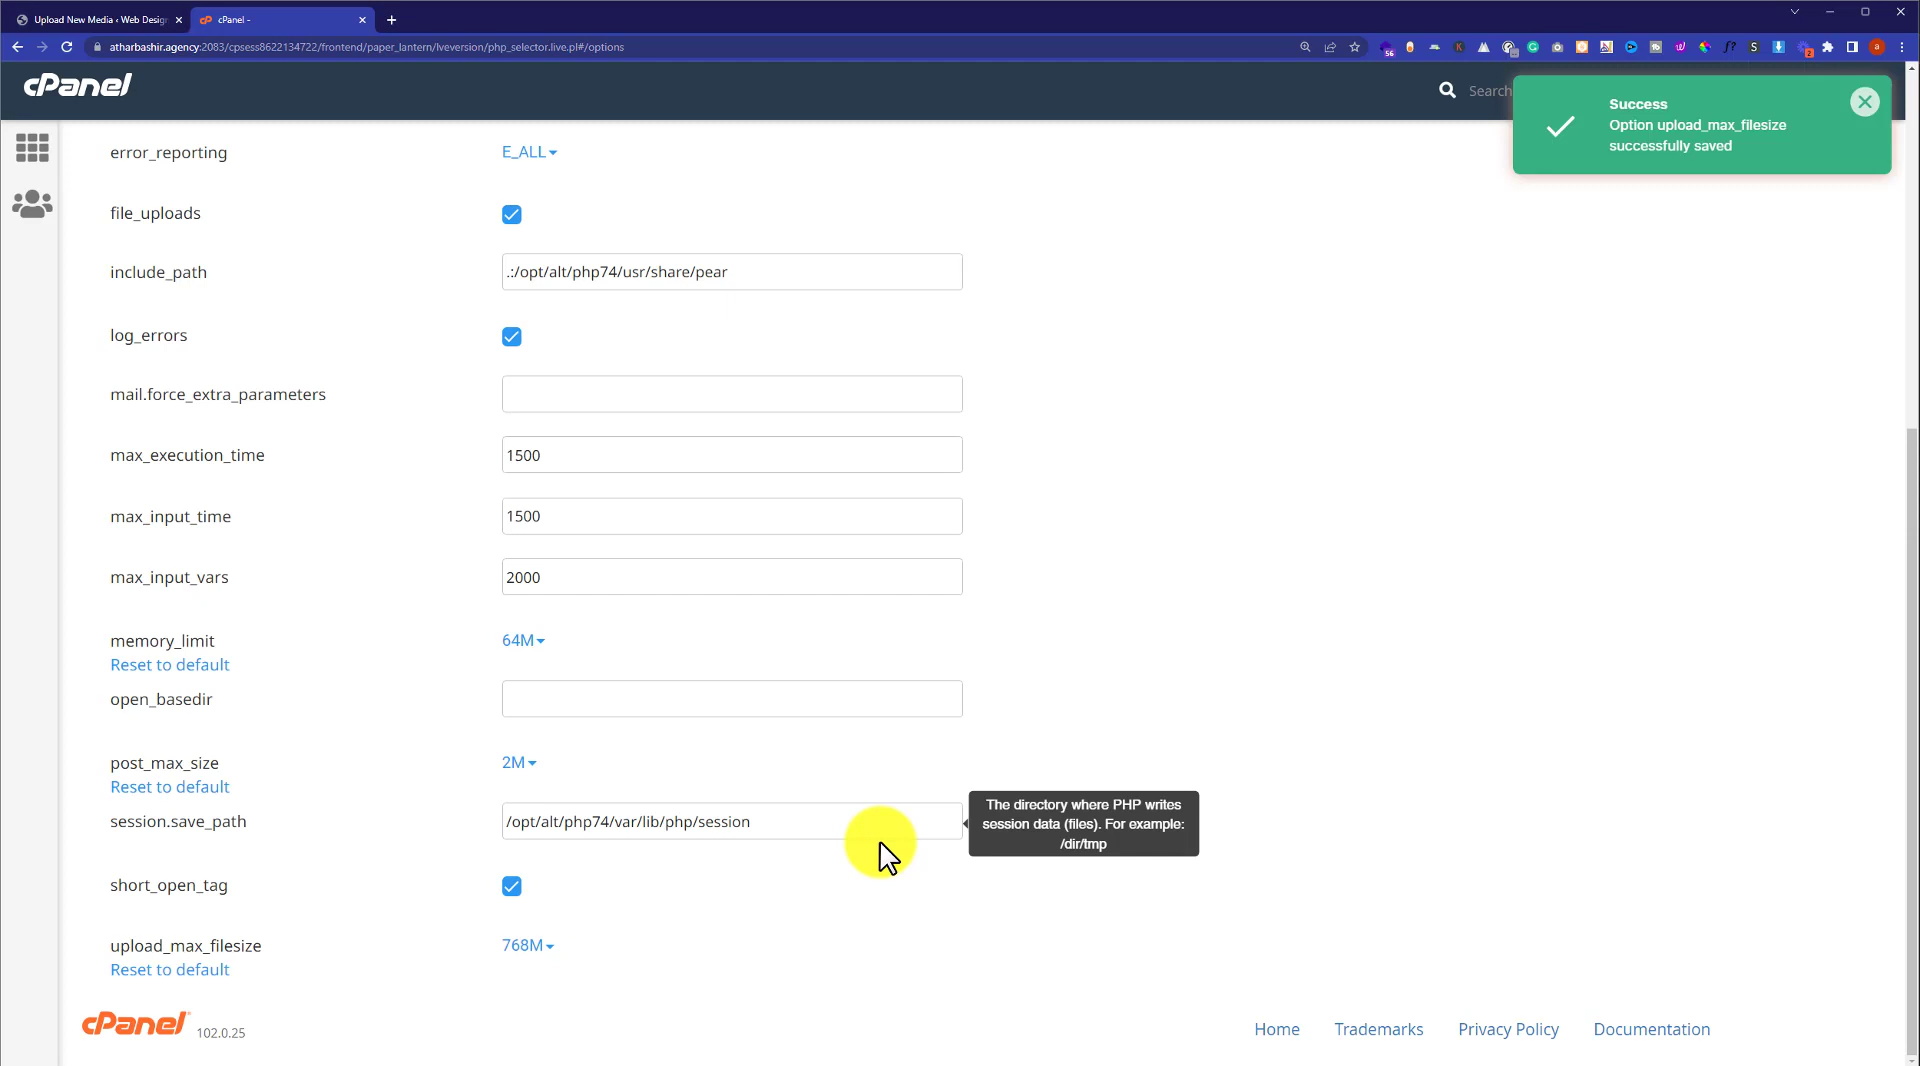 Upload New Media ‹ Web Desig
cPanel -
atharbashir.agency:2083/cpsess8622134722/frontend/paper_lantern/lveversion/php_selector.live.pl#/options
cPanel
Search
Success
Option upload_max_filesize
successfully saved
error_reporting
E_ALL
file_uploads
include_path
.:/opt/alt/php74/usr/share/pear
log_errors
mail.force_extra_parameters
max_execution_time
1500
max_input_time
1500
max_input_vars
2000
memory_limit
64M
Reset to default
open_basedir
post_max_size
2M
Reset to default
session.save_path
/opt/alt/php74/var/lib/php/session
The directory where PHP writes
session data (files). For example:
/dir/tmp
short_open_tag
upload_max_filesize
768M
Reset to default
cPanel
102.0.25
Home
Trademarks
Privacy Policy
Documentation